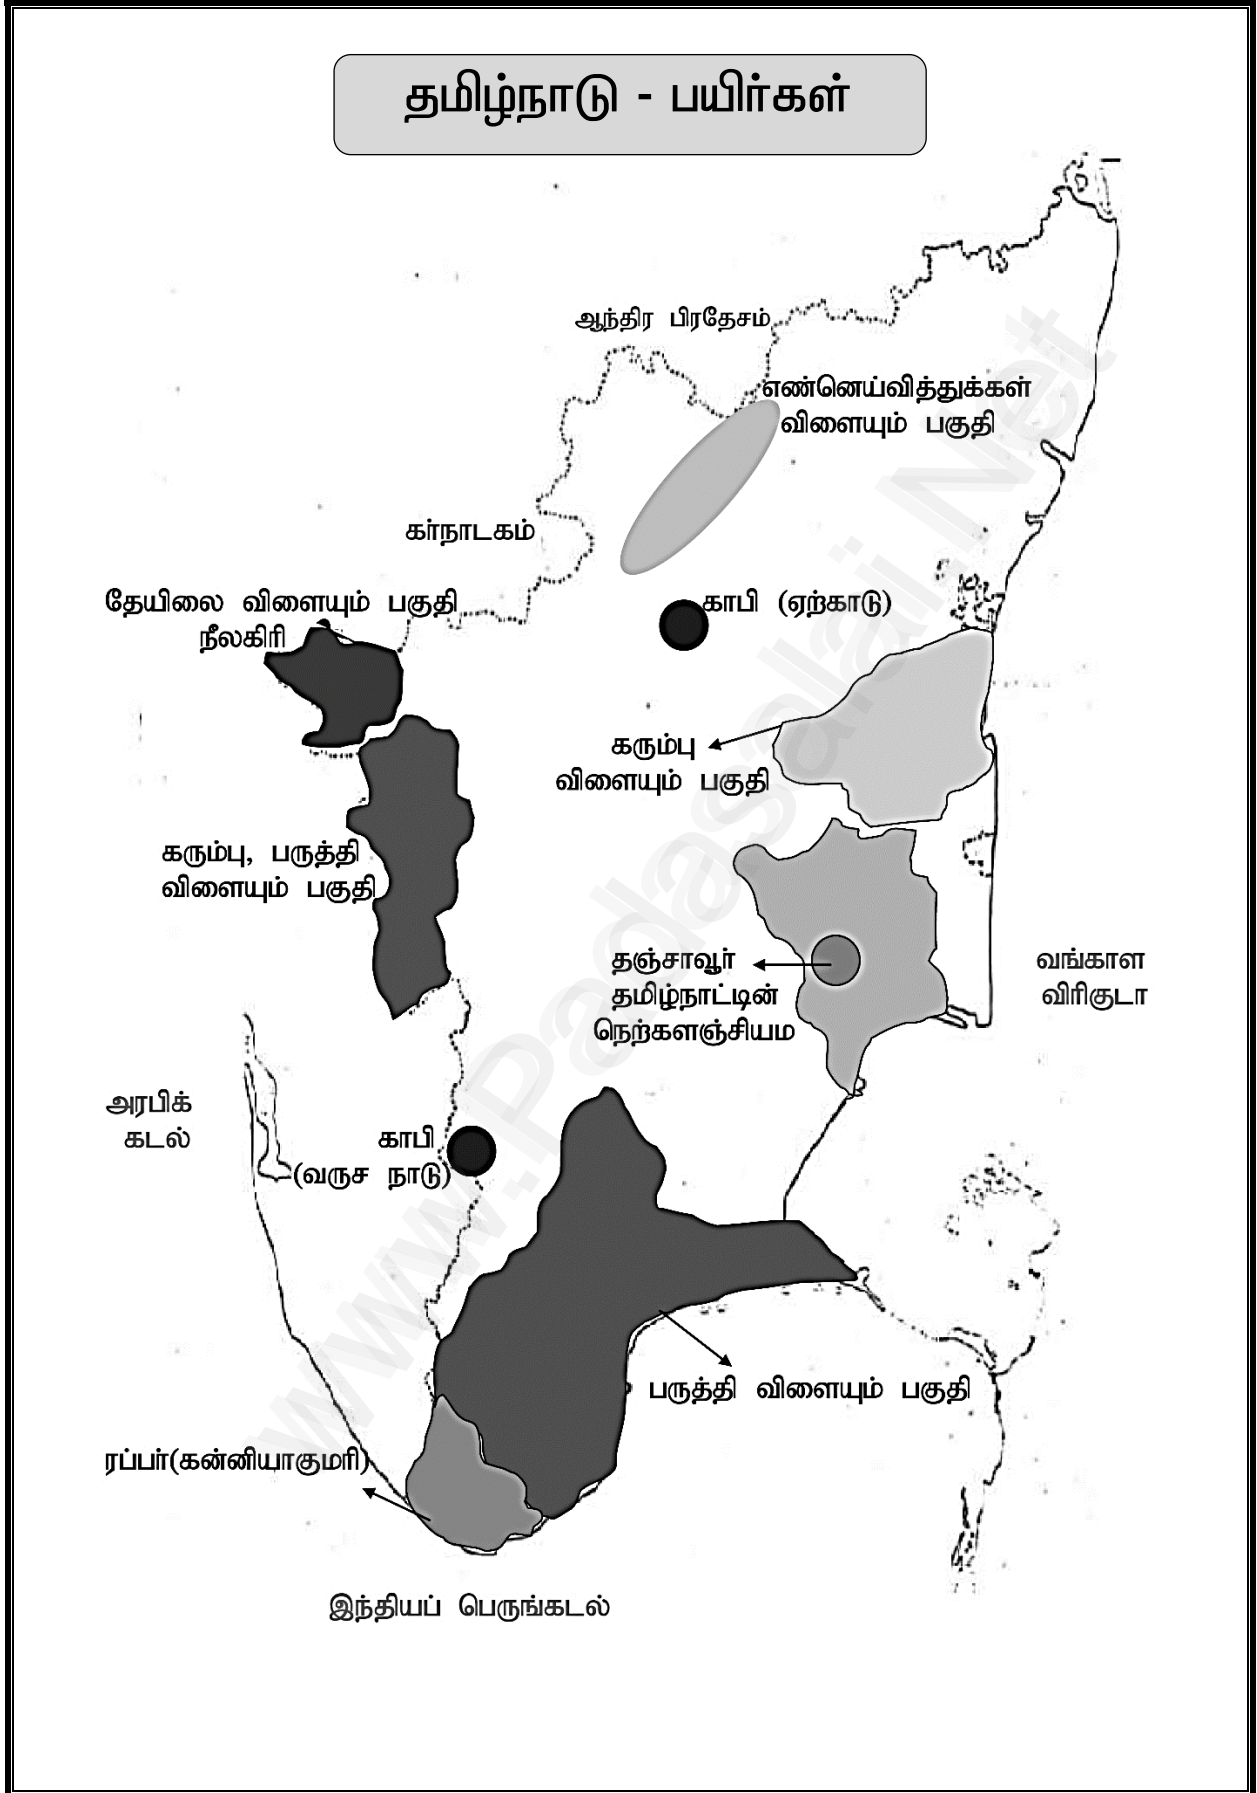 தமிழ்நாடு - பயிர்கள்
ஆந்திர பிரதேசம்
எண்னெய்வித்துக்கள்
விளையும் பகுதி
கர்நாடகம்
தேயிலை விளையும் பகுதி
நீலகிரி
காபி (ஏற்காடு)
கரும்பு
விளையும் பகுதி
கரும்பு, பருத்தி
விளையும் பகுதி
தஞ்சாவூர்
தமிழ்நாட்டின்
நெற்களஞ்சியம
வங்காள
விரிகுடா
அரபிக்
கடல்
காபி
(வருச நாடு)
பருத்தி விளையும் பகுதி
ரப்பர்(கன்னியாகுமரி)
இந்தியப் பெருங்கடல்
www.Padasalai.Net